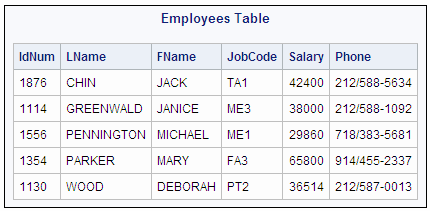 Employees Table
IdNum LName FName JobCode Salary Phone
1876 CHIN JACK TA1 42400 212/588-5634
1114 GREENWALD JANICE ME3 38000 212/588-1092
1556 PENNINGTON MICHAEL ME1 29860 718/383-5681
1354 PARKER MARY FA3 65800 914/455-2337
1130 WOOD DEBORAH PT2 36514 212/587-0013